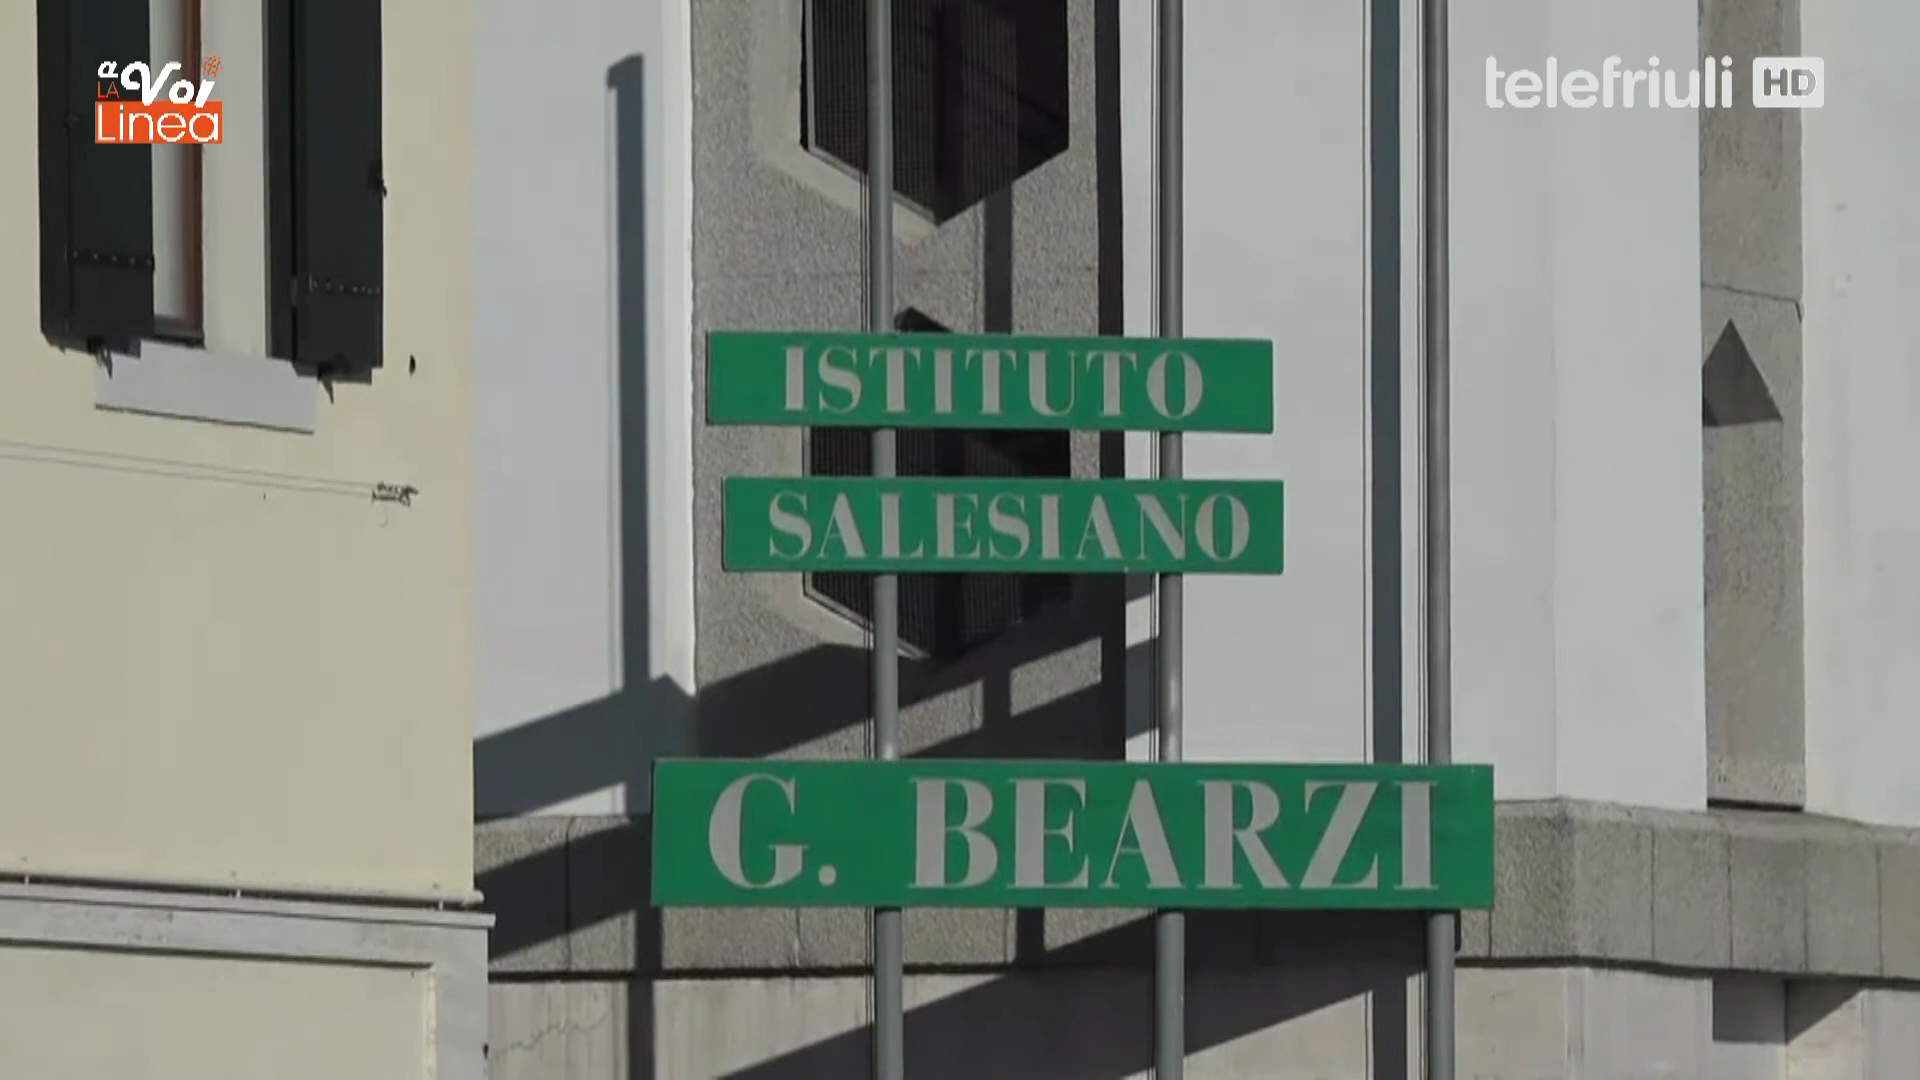 a Voi
LA
Linea
telefriuli HD
ISTITUTO
SALESIANO
G. BEARZI